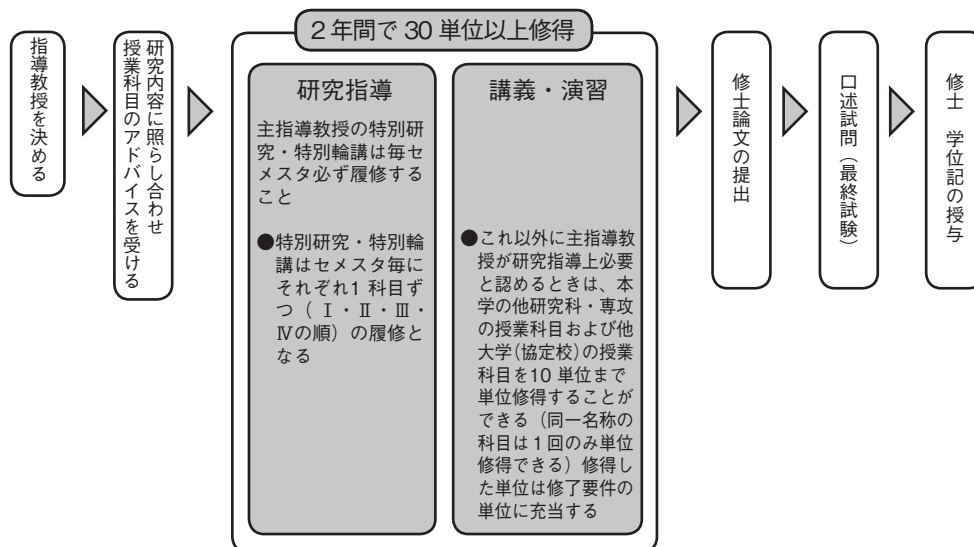 指導教授を決める
研究内容に照らし合わせ
授業科目のアドバイスを受ける
2年間で30単位以上修得
研究指導
主指導教授の特別研
究・特別輪講は毎セ
メスタ必ず履修する
こと
●特別研究・特別輪
講はセメスタ毎に
それぞれ1 科目ず
つ（ Ⅰ・Ⅱ・Ⅲ・
Ⅳの順）の履修と
なる
講義・演習
●これ以外に主指導教
授が研究指導上必要
と認めるときは、本
学の他研究科・専攻
の授業科目および他
大学（協定校）の授業
科目を10 単位まで
単位修得することが
できる（同一名称の
科目は1回のみ単位
修得できる）修得し
た単位は修了要件の
単位に充当する
修士論文の提出
口述試問（最終試験）
修士　学位記の授与